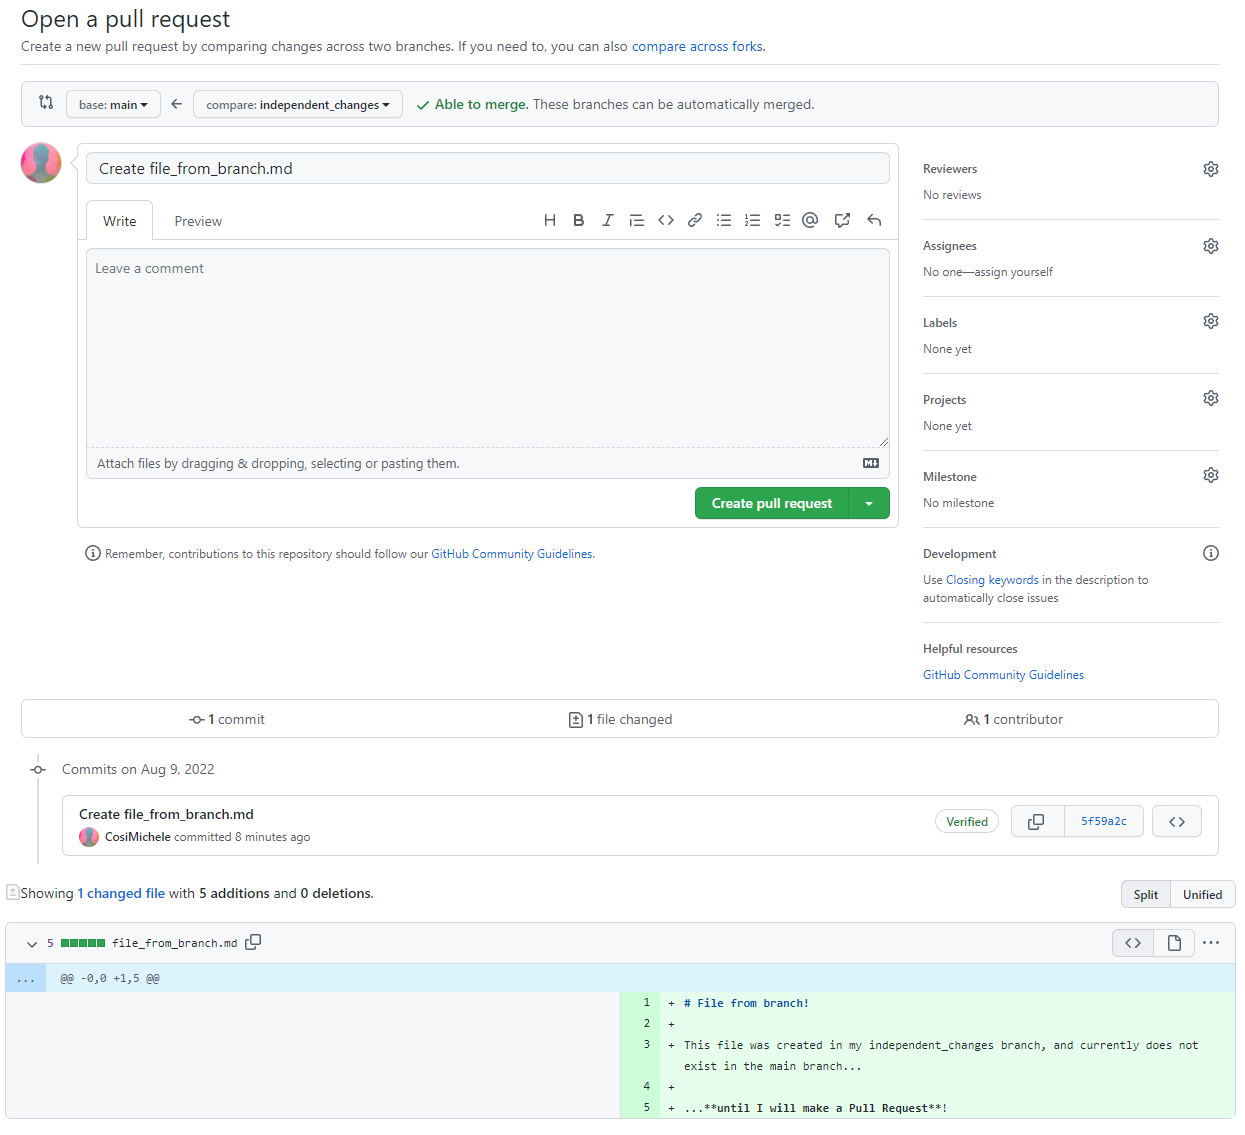 Open a pull request
Create a new pull request by comparing changes across two branches. If you need to, you can also compare across forks.
base: main
compare: independent_changes
Able to merge. These branches can be automatically merged.
Create file_from_branch.md
Write
Preview
Leave a comment
Attach files by dragging & dropping, selecting or pasting them.
Create pull request
Remember, contributions to this repository should follow our GitHub Community Guidelines.
Reviewers
No reviews
Assignees
No one—assign yourself
Labels
None yet
Projects
None yet
Milestone
No milestone
Development
Use Closing keywords in the description to
automatically close issues
Helpful resources
GitHub Community Guidelines
1 commit
1 file changed
1 contributor
Commits on Aug 9, 2022
Create file_from_branch.md
CosiMichele committed 8 minutes ago
Verified
5f59a2c
Showing 1 changed file with 5 additions and 0 deletions.
Split
Unified
5 file_from_branch.md
... @@ -0,0 +1,5 @@
1 + # File from branch!
2 +
3 + This file was created in my independent_changes branch, and currently does not
exist in the main branch...
4 +
5 + ...**until I will make a Pull Request**!